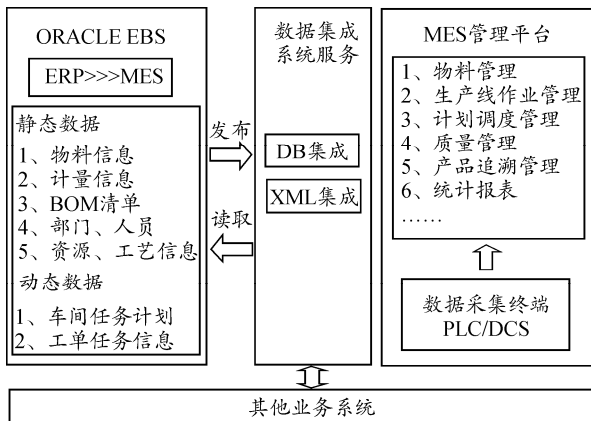 ORACLE EBS
ERP>>>MES
静态数据
1、物料信息
2、计量信息
3、BOM清单
4、部门、人员
5、资源、工艺信息
动态数据
1、车间任务计划
2、工单任务信息
发布
读取
数据集成
系统服务
DB集成
XML集成
MES管理平台
1、物料管理
2、生产线作业管理
3、计划调度管理
4、质量管理
5、产品追溯管理
6、统计报表
……
数据采集终端
PLC/DCS
其他业务系统